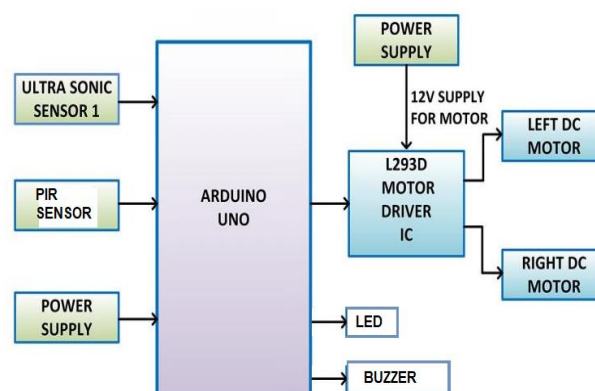 POWER
SUPPLY
ULTRA SONIC
SENSOR 1
12V SUPPLY
FOR MOTOR
LEFT DC
MOTOR
PIR
SENSOR
ARDUINO
UNO
L293D
MOTOR
DRIVER
IC
RIGHT DC
MOTOR
POWER
SUPPLY
LED
BUZZER